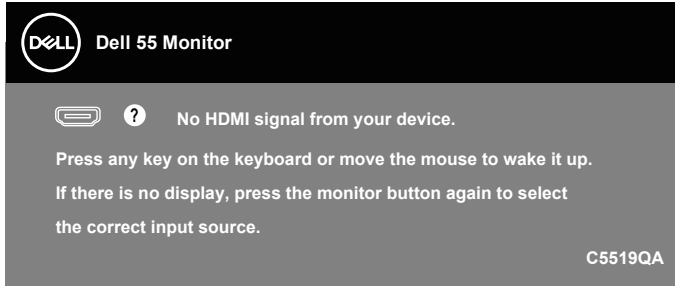 DELL Dell 55 Monitor
? No HDMI signal from your device.
Press any key on the keyboard or move the mouse to wake it up.
If there is no display, press the monitor button again to select
the correct input source.
C5519QA